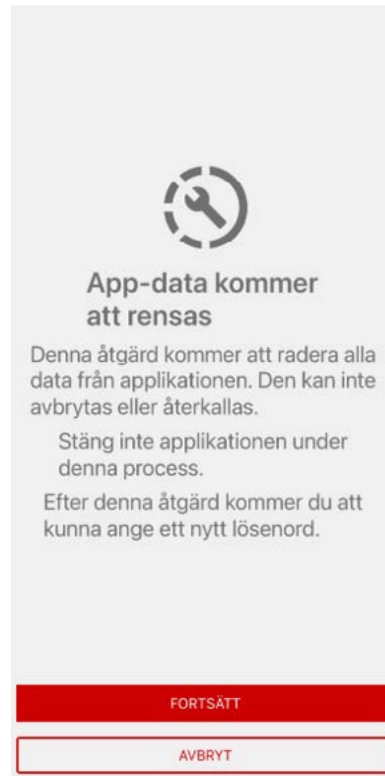 App-data kommer
att rensas
Denna åtgärd kommer att radera alla
data från applikationen. Den kan inte
avbrytas eller återkallas.
Stäng inte applikationen under
denna process.
Efter denna åtgärd kommer du att
kunna ange ett nytt lösenord.
FORTSÄTT
AVBRYT